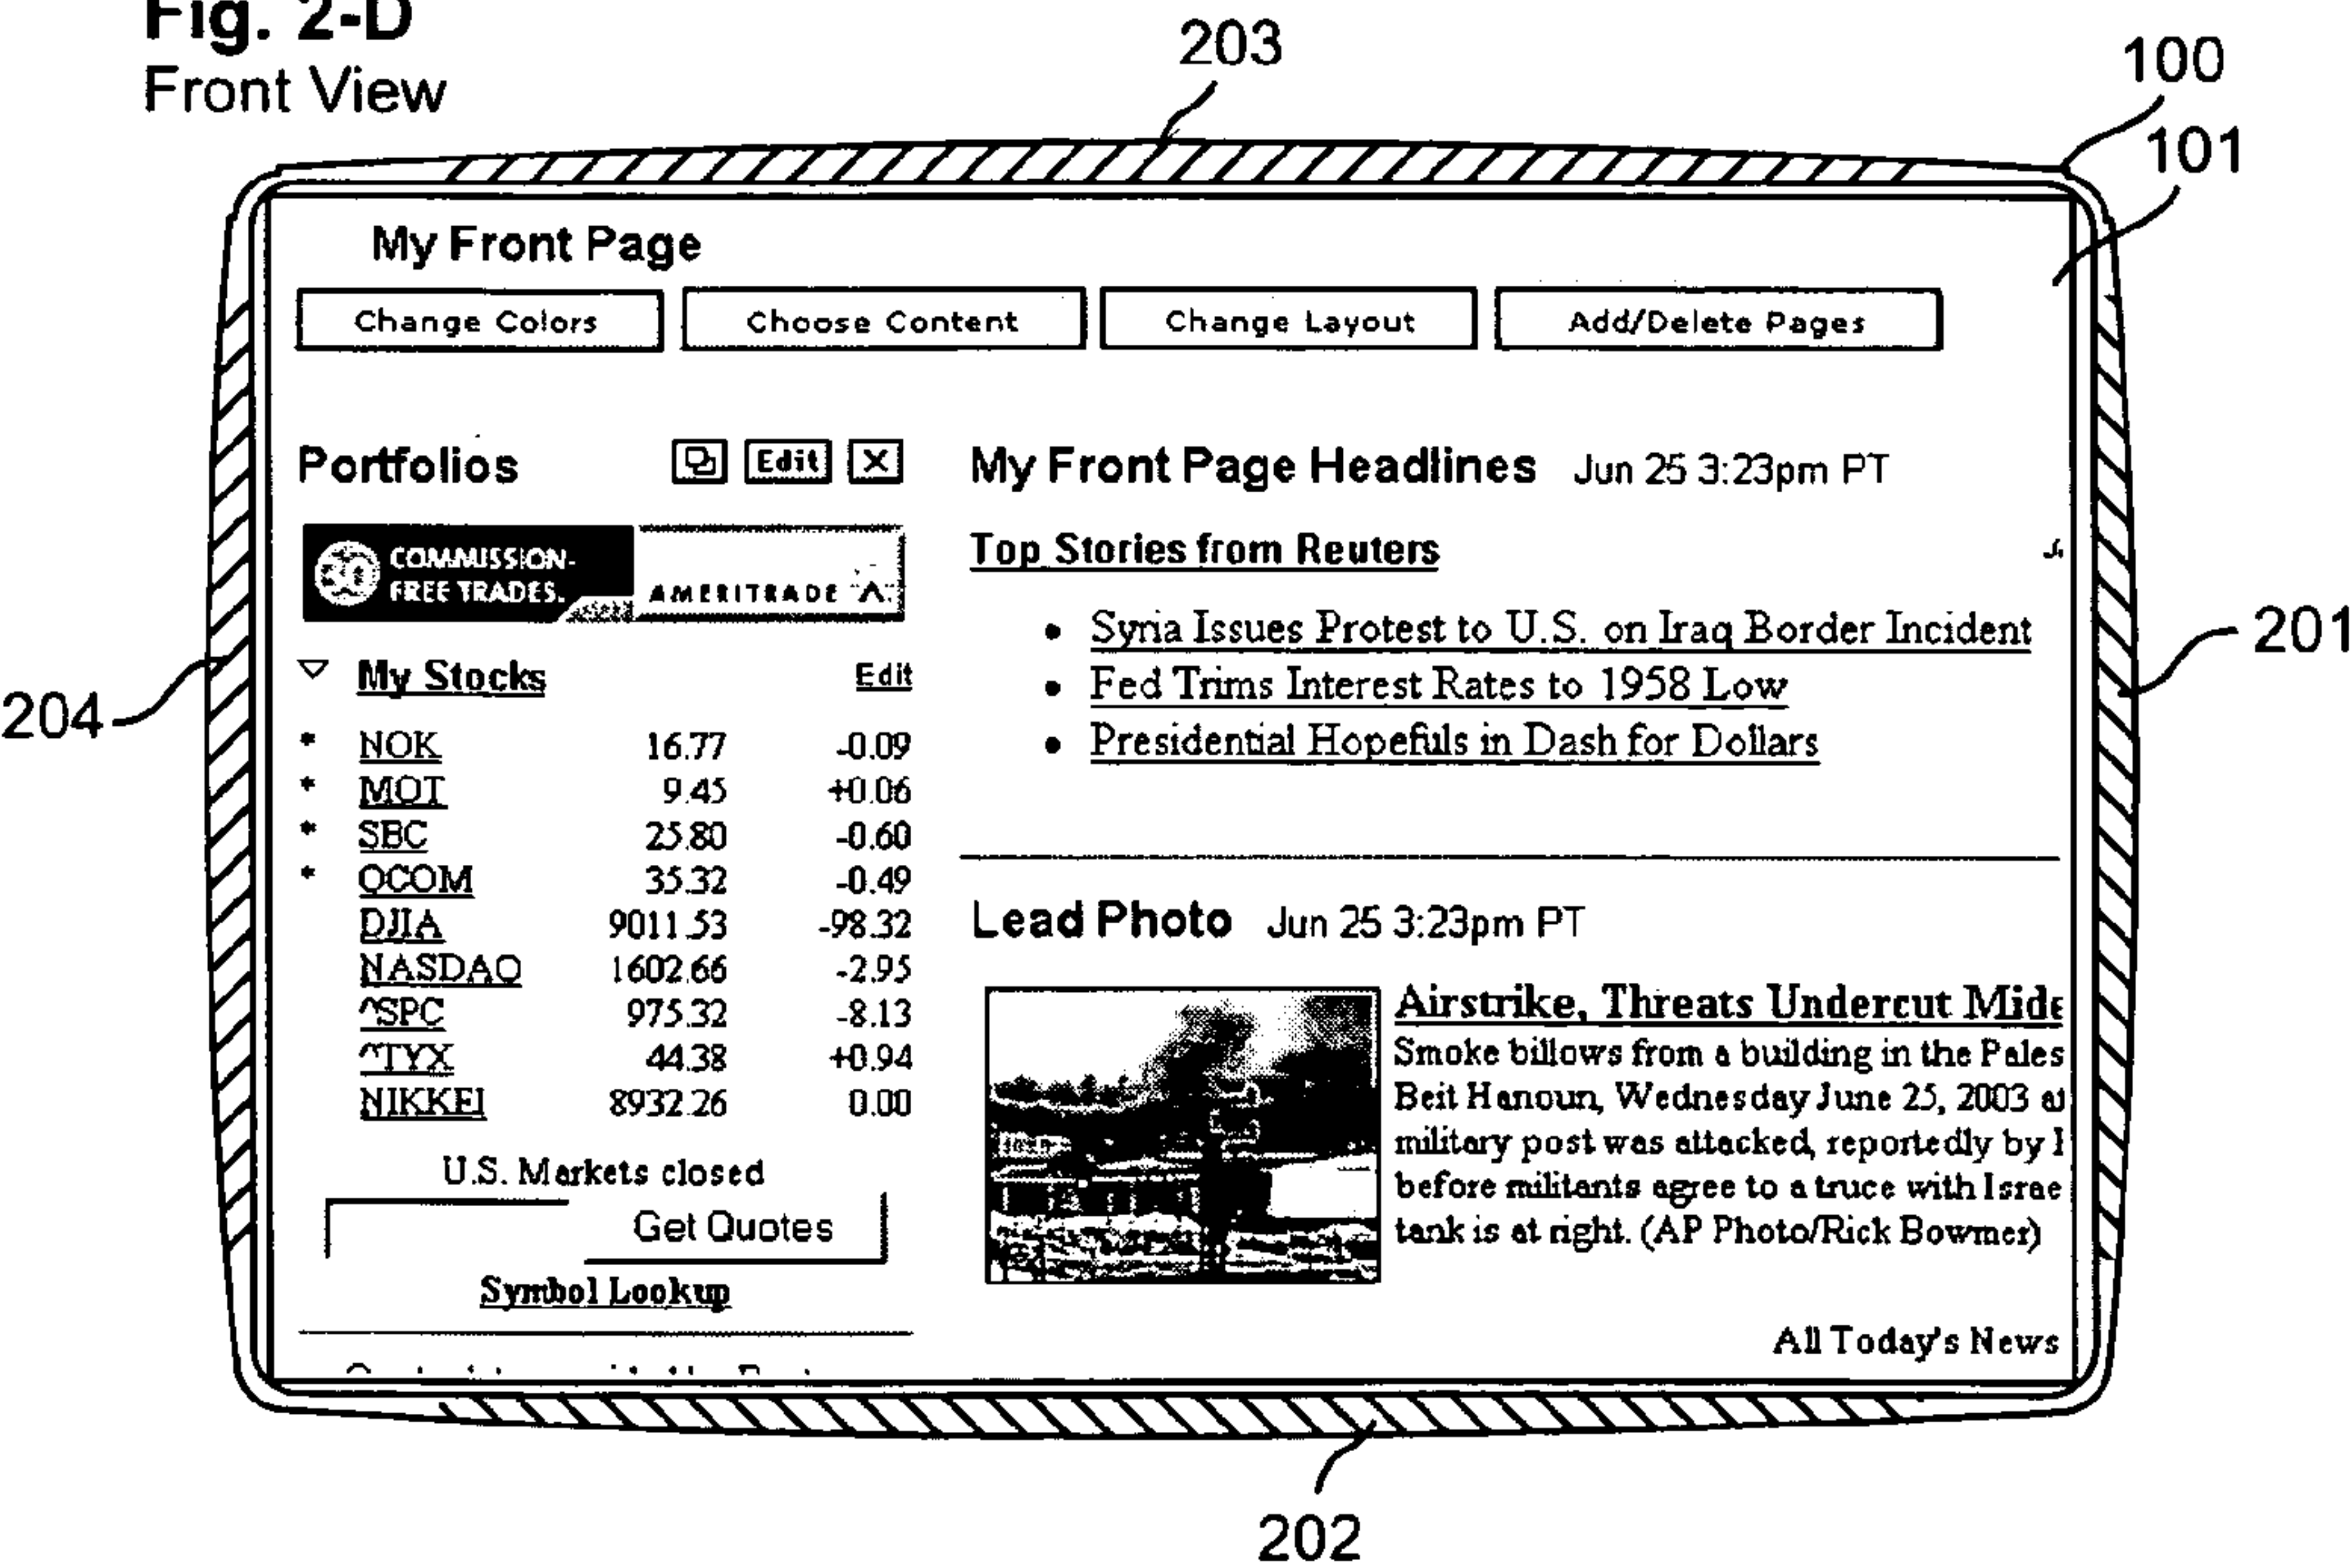 Fig. 2-D
Front View
203
100
101
My Front Page
Change Colors Choose Content Change Layout Add/Delete Pages
Portfolios Edit X
COMMISSION-
FREE TRADES.
AMERITRADE
My Stocks Edit
* NOK 16.77 -0.09
* MOT 9.45 +0.06
* SBC 25.80 -0.60
* QCOM 35.32 -0.49
DJIA 9011.53 -98.32
NASDAQ 1602.66 -2.95
^SPC 975.32 -8.13
^TYX 44.38 +0.94
NIKKEI 8932.26 0.00
U.S. Markets closed
Get Quotes
Symbol Lookup
My Front Page Headlines Jun 25 3:23pm PT
Top Stories from Reuters
• Syria Issues Protest to U.S. on Iraq Border Incident
• Fed Trims Interest Rates to 1958 Low
• Presidential Hopefuls in Dash for Dollars
Lead Photo Jun 25 3:23pm PT
Airstrike, Threats Undercut Mide
Smoke billows from a building in the Pales
Beit Hanoun, Wednesday June 25, 2003 a
military post was attacked, reportedly by I
before militants agree to a truce with Israe
tank is at right. (AP Photo/Rick Bowmer)
All Today's News
204
201
202